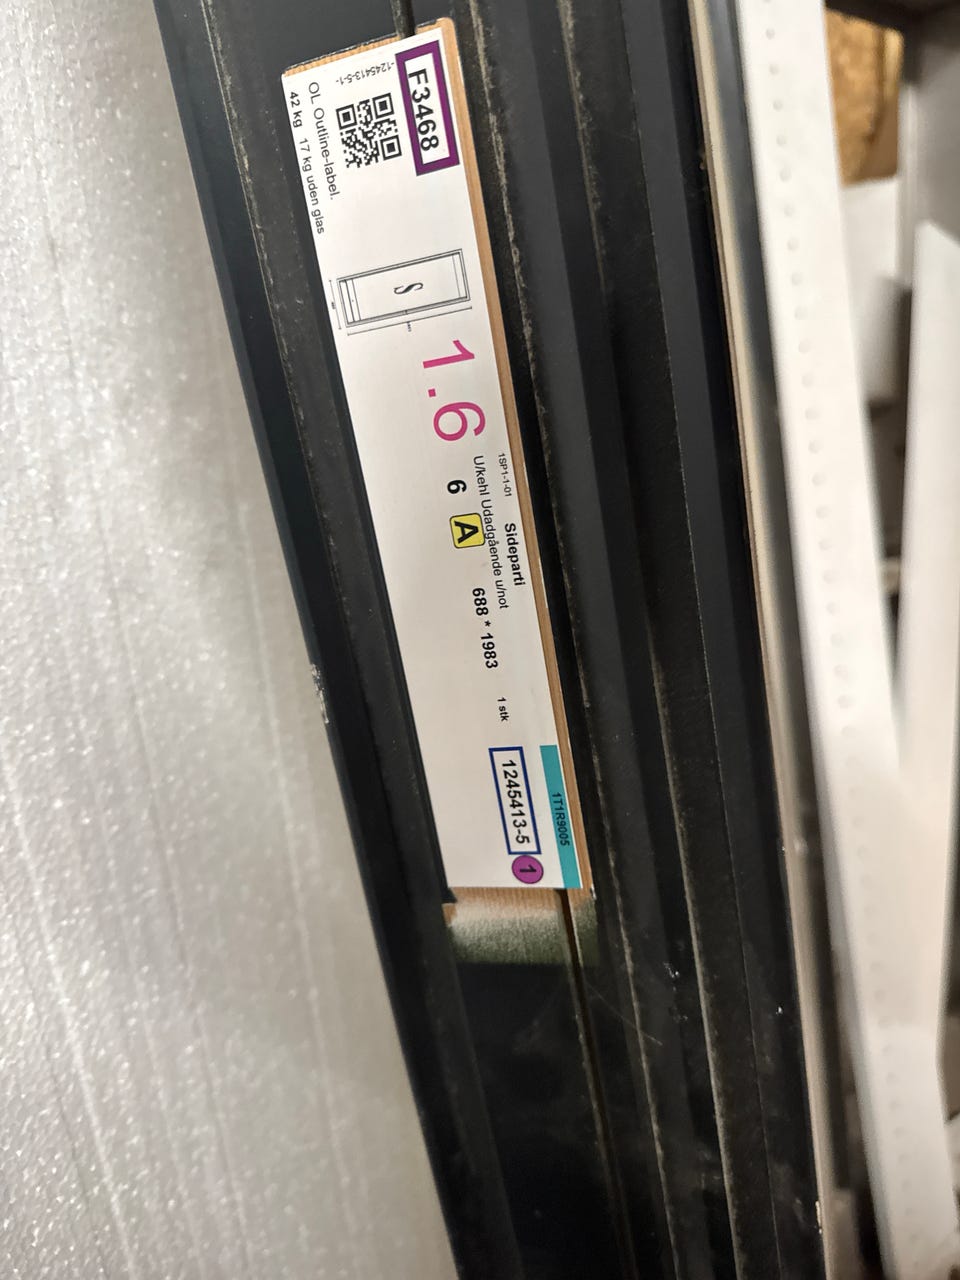 F3468
-1245413-5-1-
OL Outline-label.
42 kg 17 kg uden glas
S
1.6
1SP1-1-01 Sideparti
U/kehl Udadgående u/not
6 A 688 * 1983
1 stk
1245413-5
1
1T1R9005